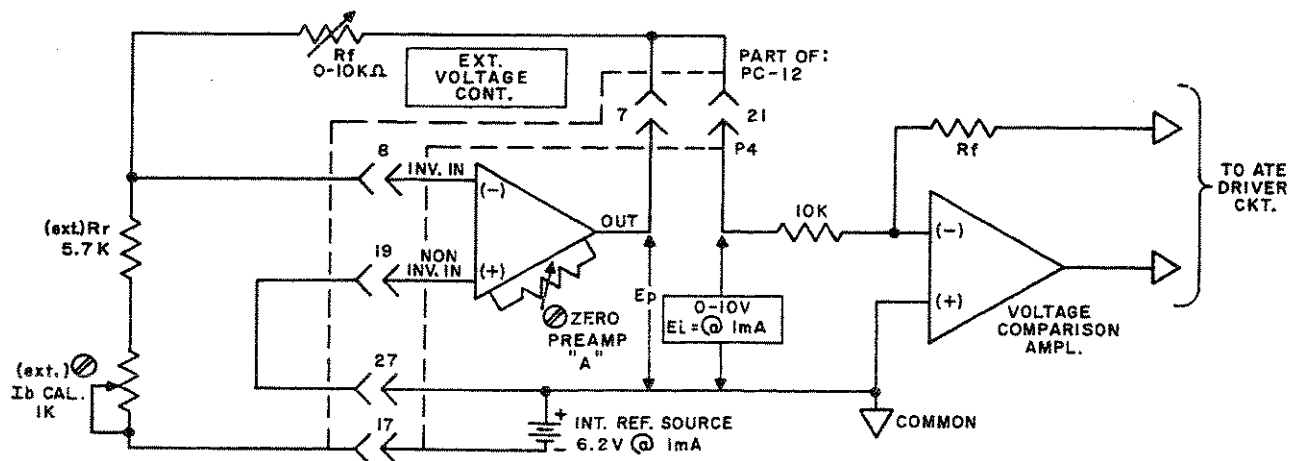 Rf
0-10KΩ
EXT.
VOLTAGE
CONT.
PART OF:
PC-12
7
21
P4
8
INV. IN
(-)
OUT
(ext.) Rr
5.7K
19
NON
INV. IN
(+)
ZERO
PREAMP
"A"
Ep
0-10V
Ei = @ 1mA
10K
Rf
(-)
(+)
VOLTAGE
COMPARISON
AMPL.
TO ATE
DRIVER
CKT.
(ext.)
Ib CAL.
1K
27
17
+
INT. REF. SOURCE
- 6.2V @ 1mA
COMMON